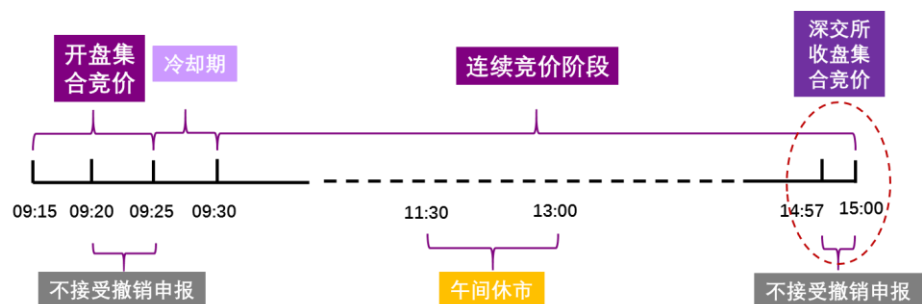 开盘集
合竞价
冷却期
连续竞价阶段
深交所
收盘集
合竞价
09:15
09:20
09:25
09:30
11:30
13:00
14:57
15:00
不接受撤销申报
午间休市
不接受撤销申报